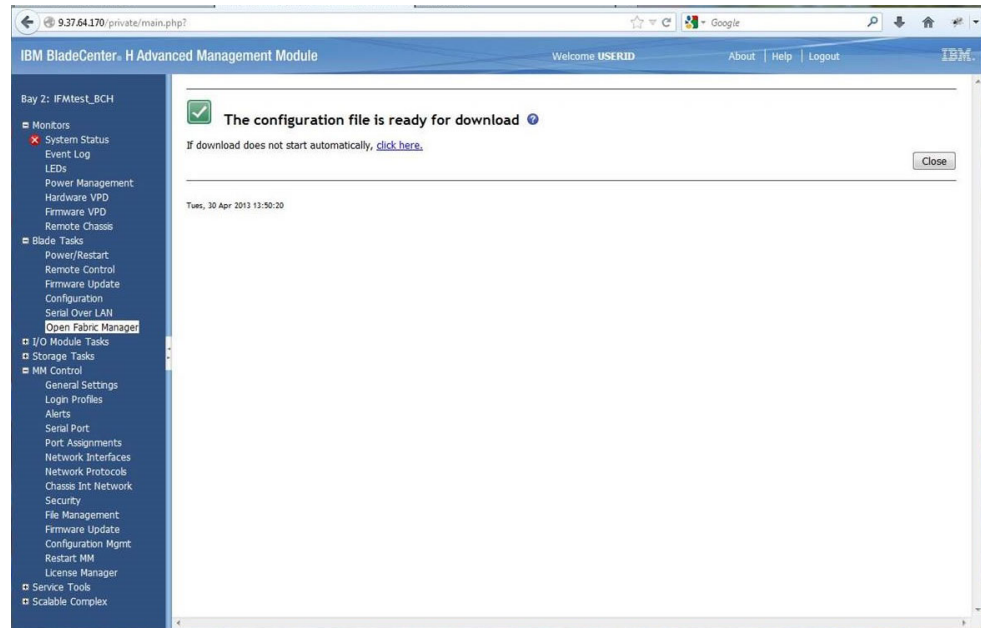 9.37.64.170/private/main.php?
Google
IBM BladeCenter® H Advanced Management Module
Welcome USERID
About | Help | Logout
IBM.
Bay 2: IFMtest_BCH
Monitors
System Status
Event Log
LEDs
Power Management
Hardware VPD
Firmware VPD
Remote Chassis
Blade Tasks
Power/Restart
Remote Control
Firmware Update
Configuration
Serial Over LAN
Open Fabric Manager
I/O Module Tasks
Storage Tasks
MM Control
General Settings
Login Profiles
Alerts
Serial Port
Port Assignments
Network Interfaces
Network Protocols
Chassis Int Network
Security
File Management
Firmware Update
Configuration Mgmt
Restart MM
License Manager
Service Tools
Scalable Complex
The configuration file is ready for download
If download does not start automatically, click here.
Close
Tues, 30 Apr 2013 13:50:20